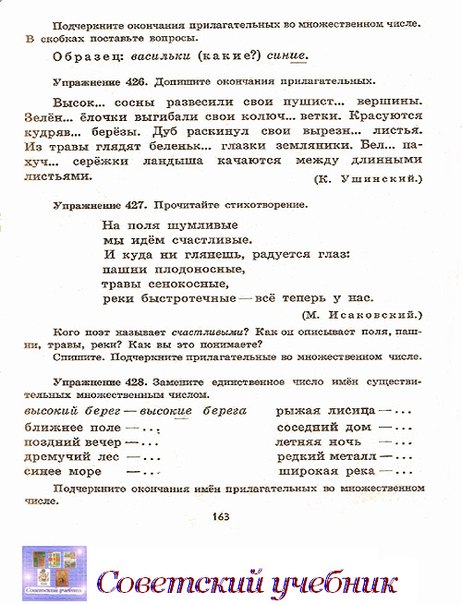 Подчеркните окончания прилагательных во множественном числе.
В скобках поставьте вопросы.
Образец: васильки (какие?) синие.
Упражнение 426. Допишите окончания прилагательных.
Высок... сосны развесили свои пушист... вершины.
Зелён... ёлочки выгибали свои колюч... ветки. Красуются
кудряв... берёзы. Дуб раскинул свои вырезн... листья.
Из травы глядят беленьк... глазки земляники. Бел... па-
хуч... серёжки ландыша качаются между длинными
листьями.
(К. Ушинский.)
Упражнение 427. Прочитайте стихотворение.
На поля шумливые
мы идём счастливые.
И куда ни глянешь, радуется глаз:
пашни плодоносные,
травы сенокосные,
реки быстротечные — всё теперь у нас.
(М. Исаковский.)
Кого поэт называет счастливыми? Как он описывает поля, паш-
ни, травы, реки? Как вы это понимаете?
Спишите. Подчеркните прилагательные во множественном числе.
Упражнение 428. Замените единственное число имён существи-
тельных множественным числом.
высокий берег — высокие берега рыжая лисица — ...
ближнее поле — ... соседний дом — ...
поздний вечер — ... летняя ночь — ...
дремучий лес — ... редкий металл — ...
синее море — ... широкая река — ...
Подчеркните окончания имён прилагательных во множественном
числе.
163
Советский учебник
Советский учебник